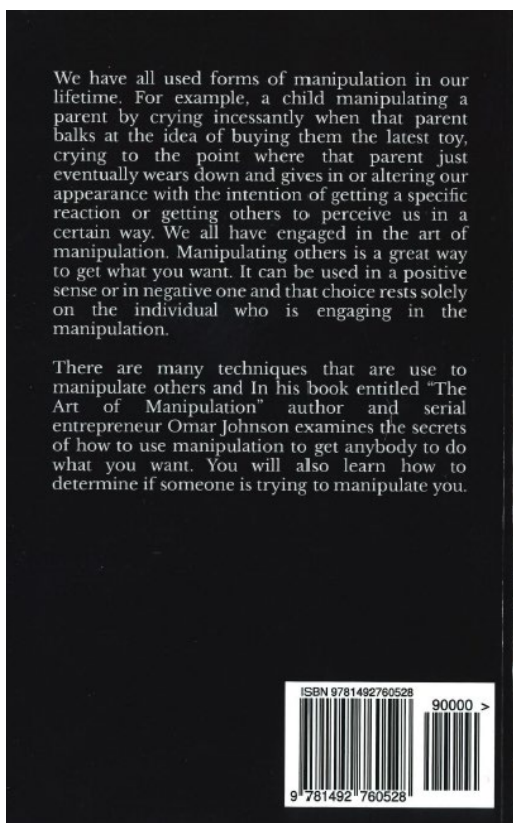 We have all used forms of manipulation in our
lifetime. For example, a child manipulating a
parent by crying incessantly when that parent
balks at the idea of buying them the latest toy,
crying to the point where that parent just
eventually wears down and gives in or altering our
appearance with the intention of getting a specific
reaction or getting others to perceive us in a
certain way. We all have engaged in the art of
manipulation. Manipulating others is a great way
to get what you want. It can be used in a positive
sense or in negative one and that choice rests solely
on the individual who is engaging in the
manipulation.
There are many techniques that are use to
manipulate others and In his book entitled “The
Art of Manipulation” author and serial
entrepreneur Omar Johnson examines the secrets
of how to use manipulation to get anybody to do
what you want. You will also learn how to
determine if someone is trying to manipulate you.
ISBN 9781492760528
90000 >
9 781492 760528